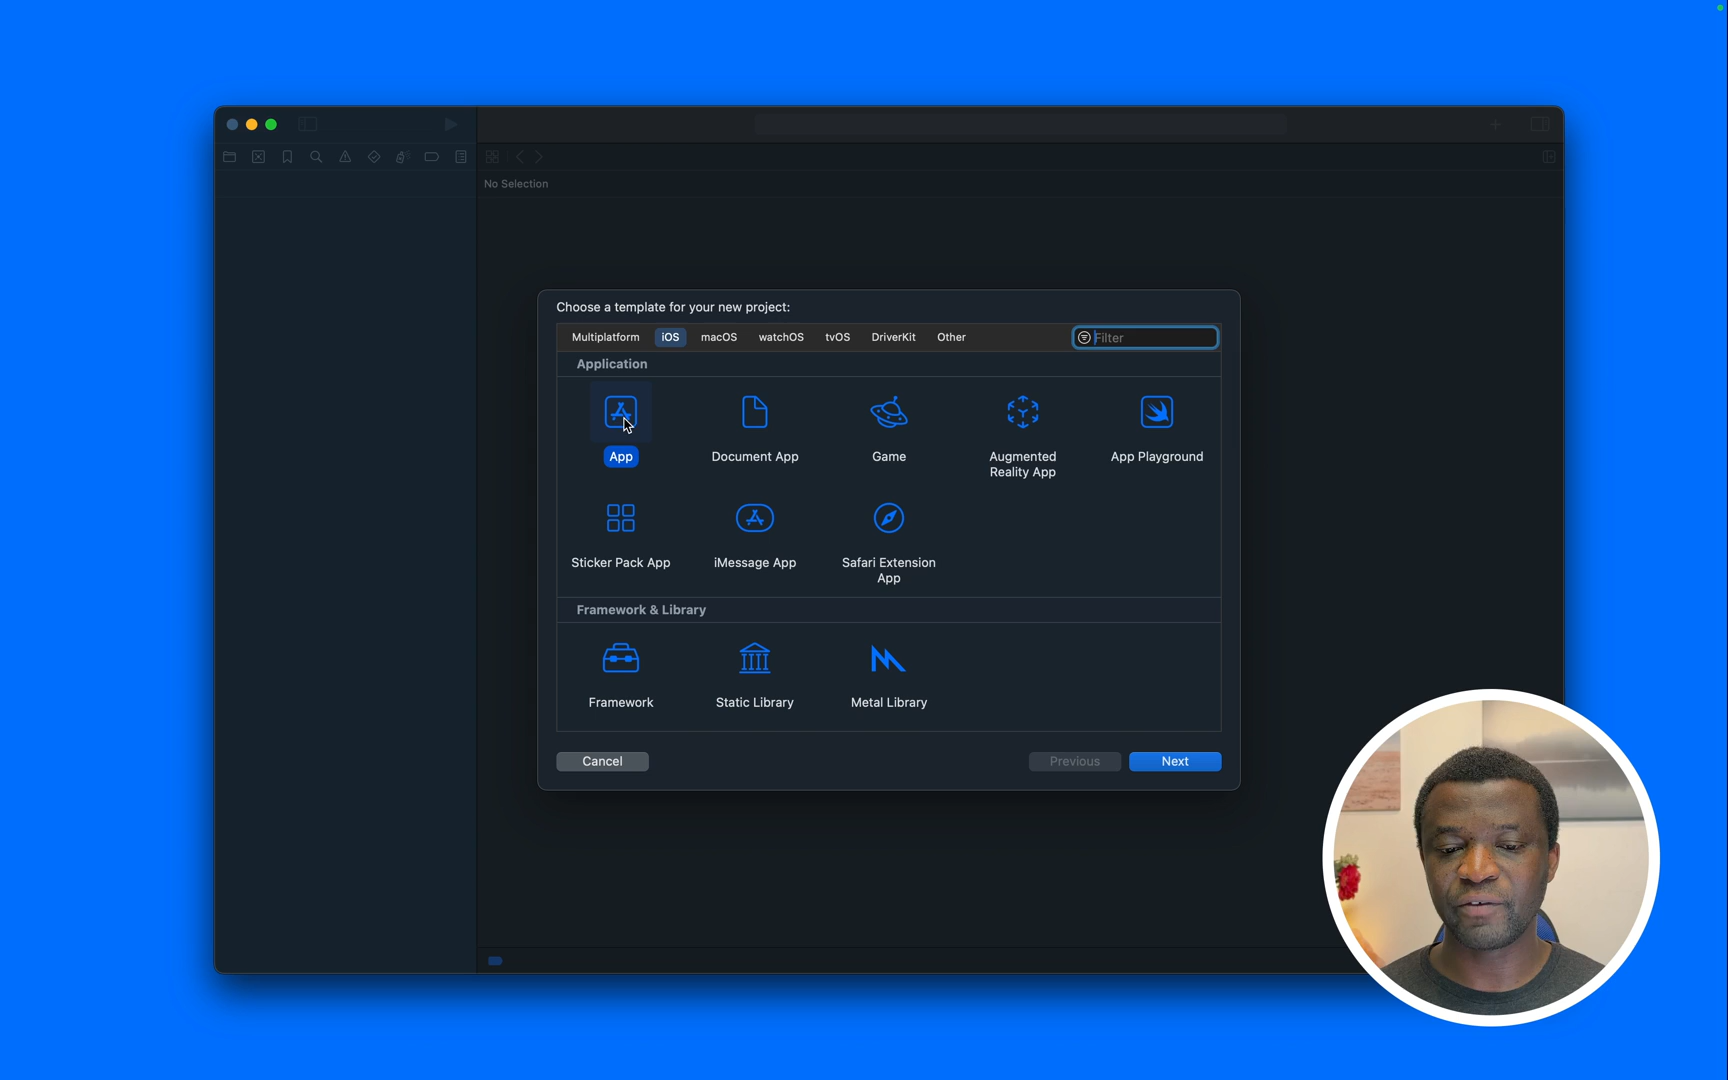 No Selection
Choose a template for your new project:
Multiplatform iOS macOS watchOS tvOS DriverKit Other Filter
Application
App Document App Game Augmented Reality App App Playground
Sticker Pack App iMessage App Safari Extension App
Framework & Library
Framework Static Library Metal Library
Cancel Previous Next